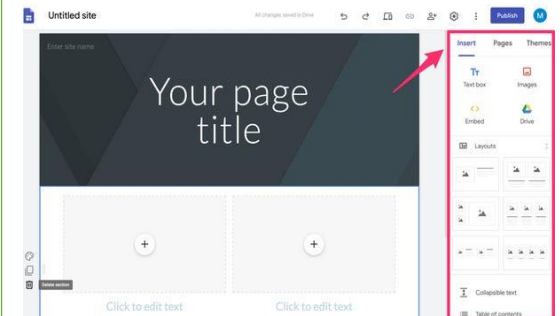 Untitled site
All changes saved in Drive
Publish
M
Enter site name
Your page
title
Insert Pages Themes
Text box Images
Embed Drive
Layouts
Collapsible text
Table of contents
Delete section
Click to edit text Click to edit text